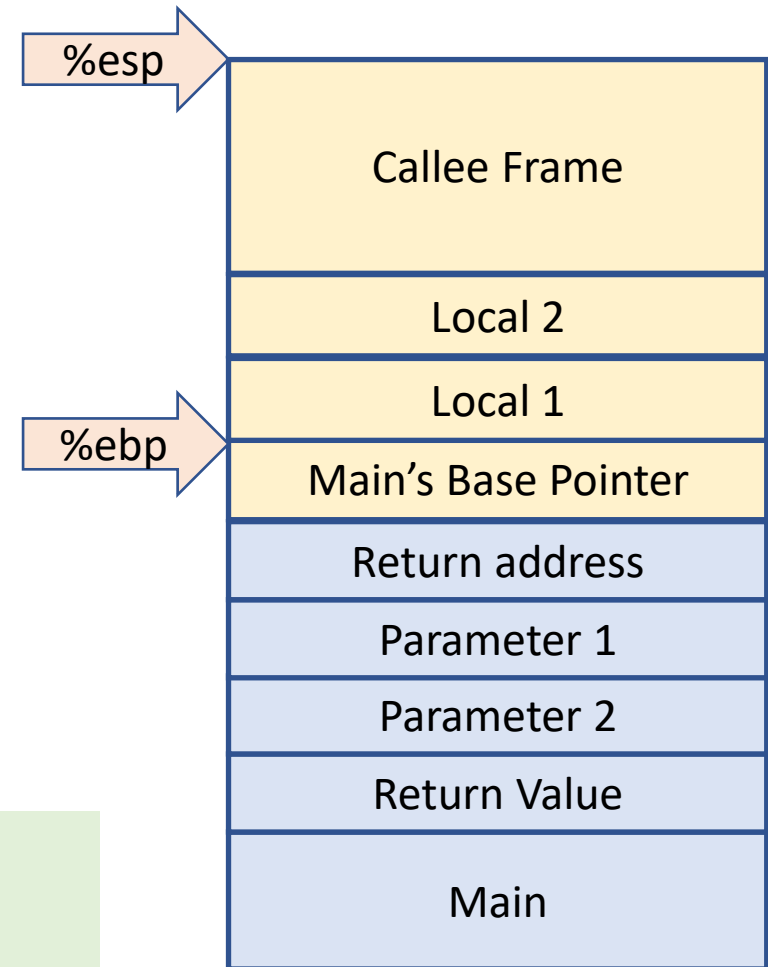 %esp
Callee Frame
Local 2
Local 1
%ebp
Main’s Base Pointer
Return address
Parameter 1
Parameter 2
Return Value
Main